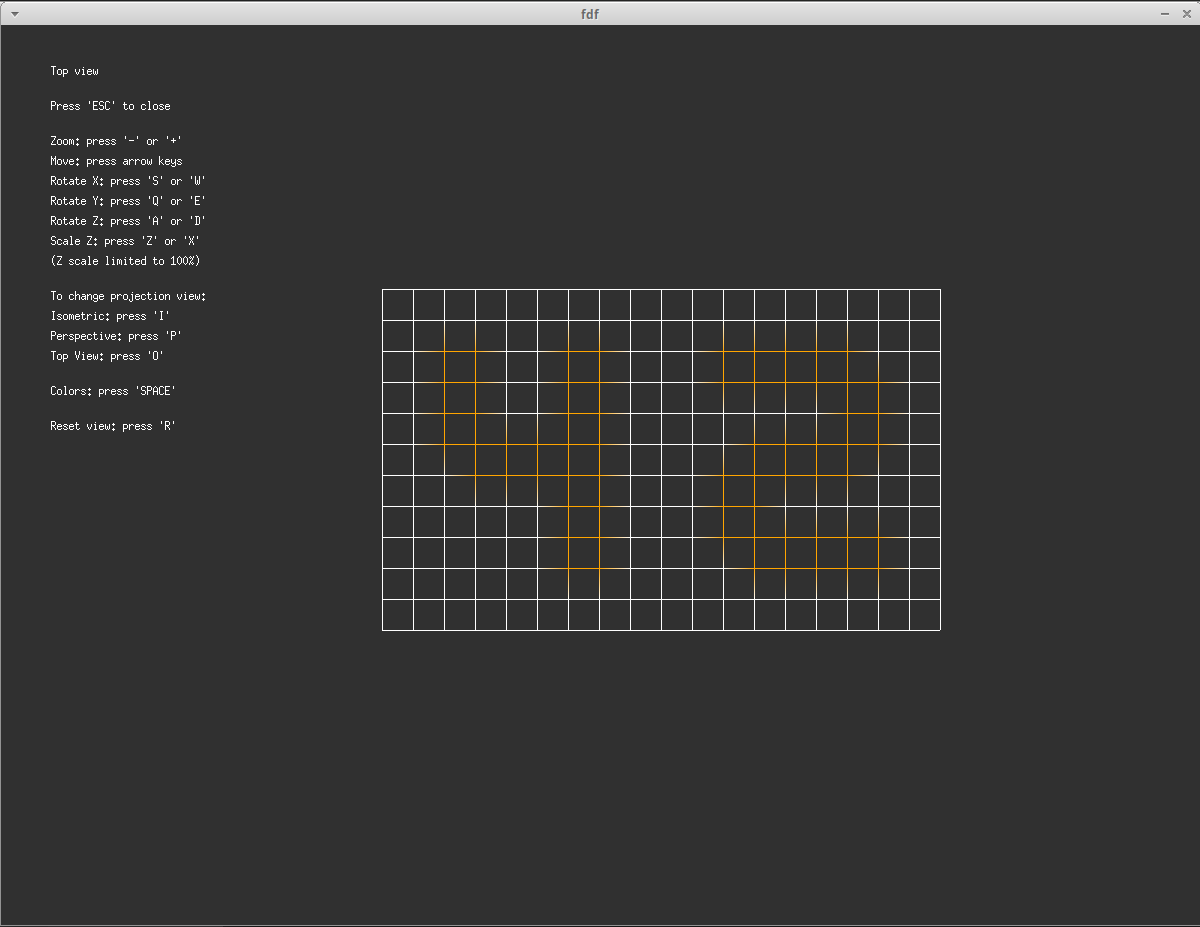 fdf
Top view
Press 'ESC' to close
Zoom: press '-' or '+'
Move: press arrow keys
Rotate X: press 'S' or 'W'
Rotate Y: press 'Q' or 'E'
Rotate Z: press 'A' or 'D'
Scale Z: press 'Z' or 'X'
(Z scale limited to 100%)
To change projection view:
Isometric: press 'I'
Perspective: press 'P'
Top View: press 'O'
Colors: press 'SPACE'
Reset view: press 'R'